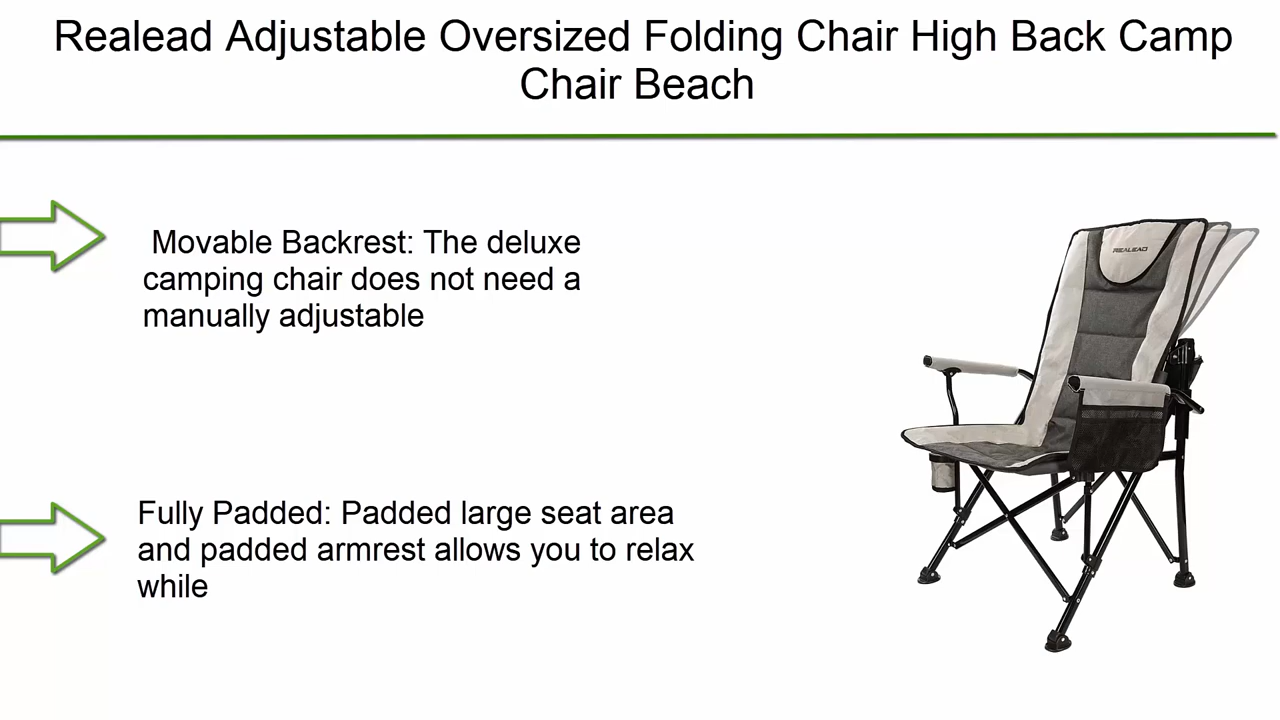 Realead Adjustable Oversized Folding Chair High Back Camp
Chair Beach
Movable Backrest: The deluxe
camping chair does not need a
manually adjustable
REALEAD
Fully Padded: Padded large seat area
and padded armrest allows you to relax
while